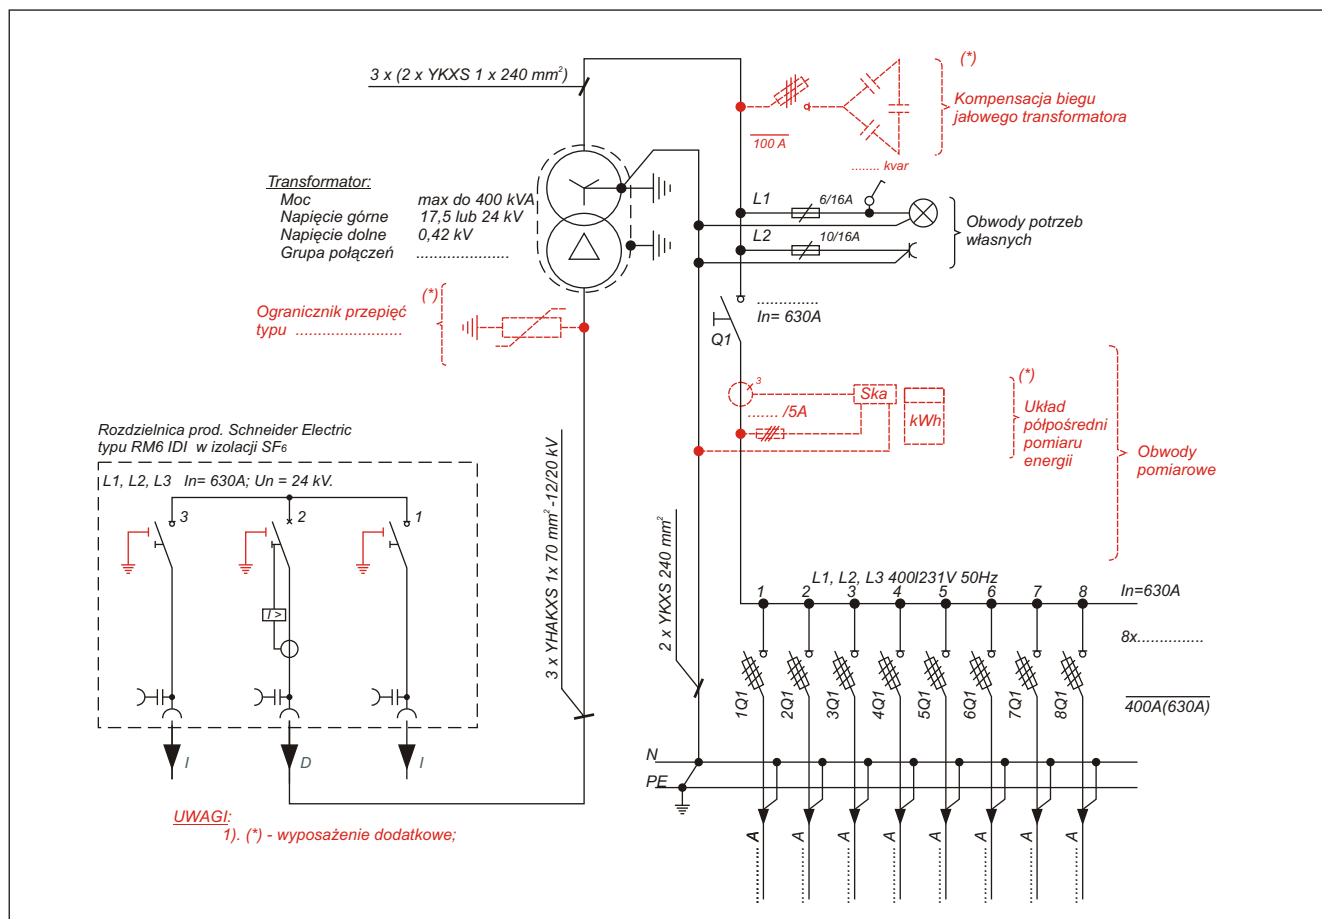 3 x (2 x YKXS 1 x 240 mm²)
(*)
Kompensacja biegu
jałowego transformatora
100 A
........ kvar
Transformator:
Moc max do 400 kVA
Napięcie górne 17,5 lub 24 kV
Napięcie dolne 0,42 kV
Grupa połączeń ......................
L1
6/16A
L2
10/16A
Obwody potrzeb
własnych
(*)
Ogranicznik przepięć
typu .........................
..............
In= 630A
Q1
3
Ska
kWh
....... /5A
(*)
Układ
półpośredni
pomiaru
energii
Obwody
pomiarowe
Rozdzielnica prod. Schneider Electric
typu RM6 IDI w izolacji SF6
L1, L2, L3 In= 630A; Un = 24 kV.
3
2
1
I >
I
D
I
3 x YHAKXS 1x 70 mm² -12/20 kV
2 x YKXS 240 mm²
L1, L2, L3 400I231V 50Hz
1 2 3 4 5 6 7 8
In=630A
8x...............
1Q1 2Q1 3Q1 4Q1 5Q1 6Q1 7Q1 8Q1
400A(630A)
N
PE
.............. A
.............. A
.............. A
.............. A
.............. A
.............. A
.............. A
.............. A
UWAGI:
1). (*) - wyposażenie dodatkowe;